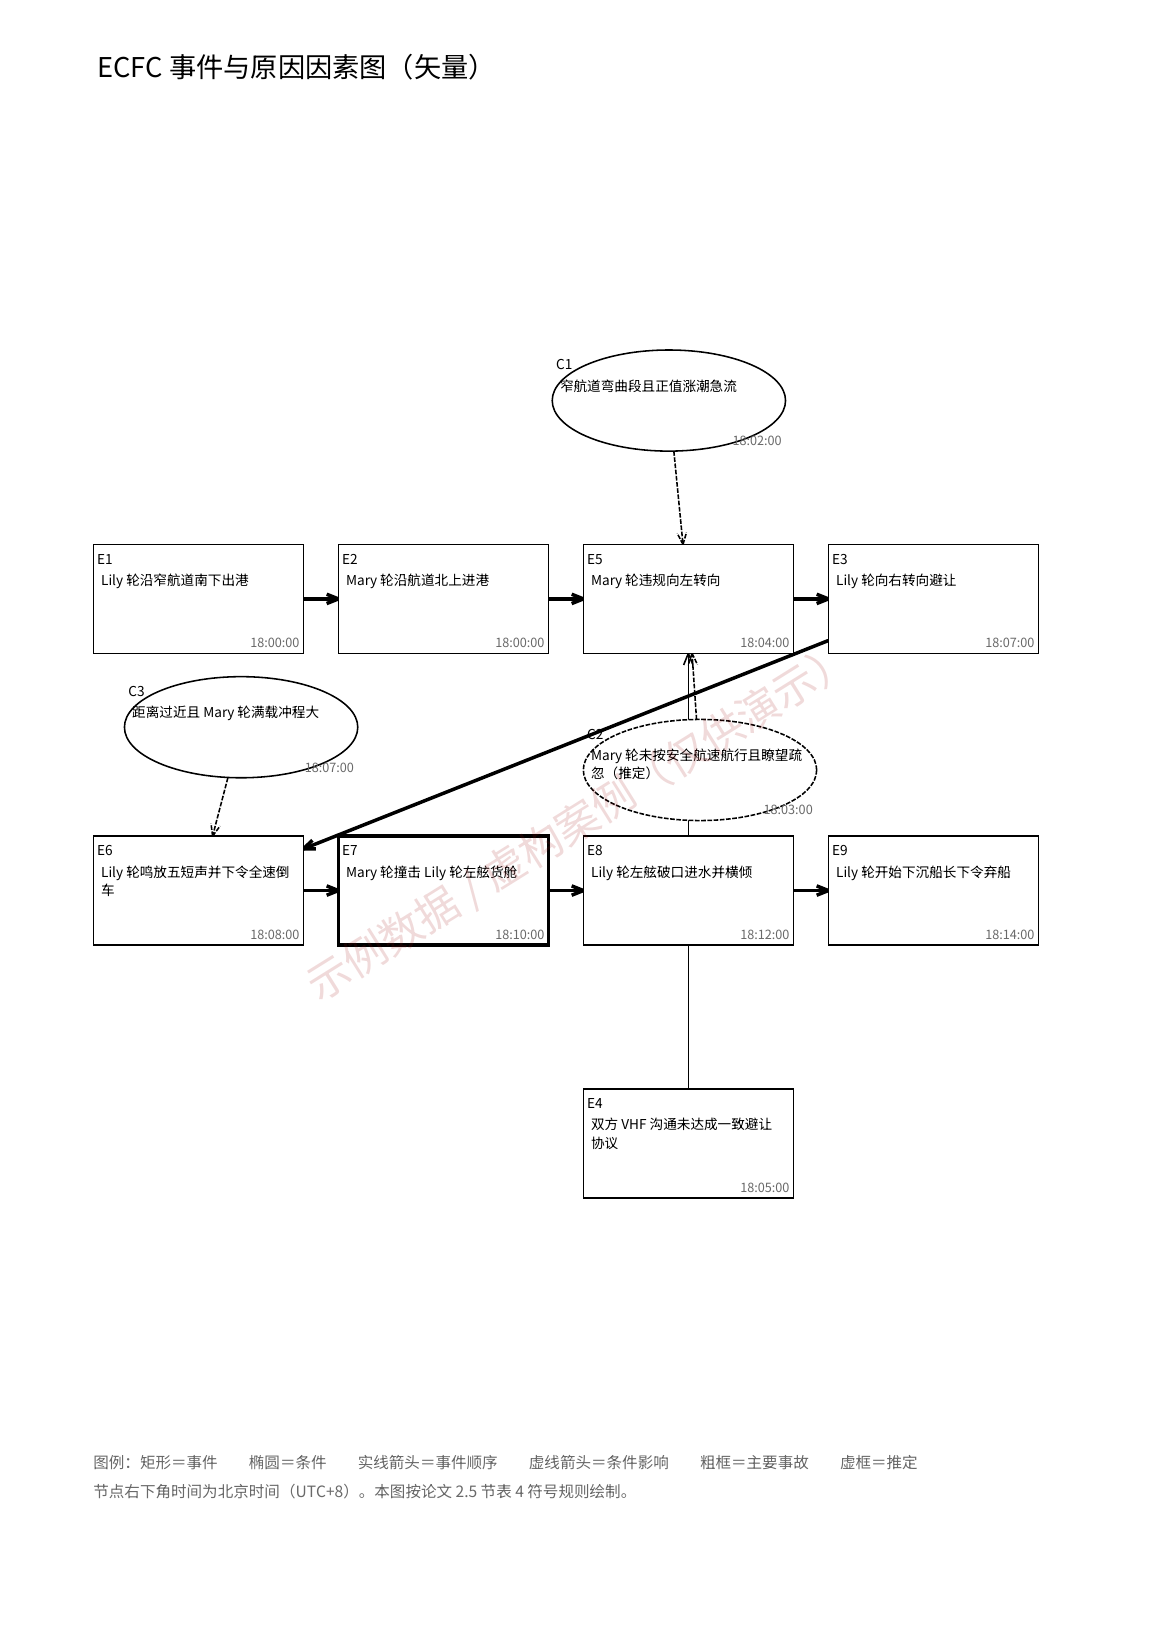 ECFC 事件与原因因素图（矢量）
C1
窄航道弯曲段且正值涨潮急流
18:02:00
E1
Lily 轮沿窄航道南下出港
18:00:00
E2
Mary 轮沿航道北上进港
18:00:00
E5
Mary 轮违规向左转向
18:04:00
E3
Lily 轮向右转向避让
18:07:00
C3
距离过近且 Mary 轮满载冲程大
18:07:00
C2
Mary 轮未按安全航速航行且瞭望疏
忽（推定）
18:03:00
E6
Lily 轮鸣放五短声并下令全速倒
车
18:08:00
E7
Mary 轮撞击 Lily 轮左舷货舱
18:10:00
E8
Lily 轮左舷破口进水并横倾
18:12:00
E9
Lily 轮开始下沉船长下令弃船
18:14:00
示例数据 / 虚构案例（仅供演示）
E4
双方 VHF 沟通未达成一致避让
协议
18:05:00
图例：矩形＝事件　　椭圆＝条件　　实线箭头＝事件顺序　　虚线箭头＝条件影响　　粗框＝主要事故　　虚框＝推定
节点右下角时间为北京时间（UTC+8）。本图按论文 2.5 节表 4 符号规则绘制。